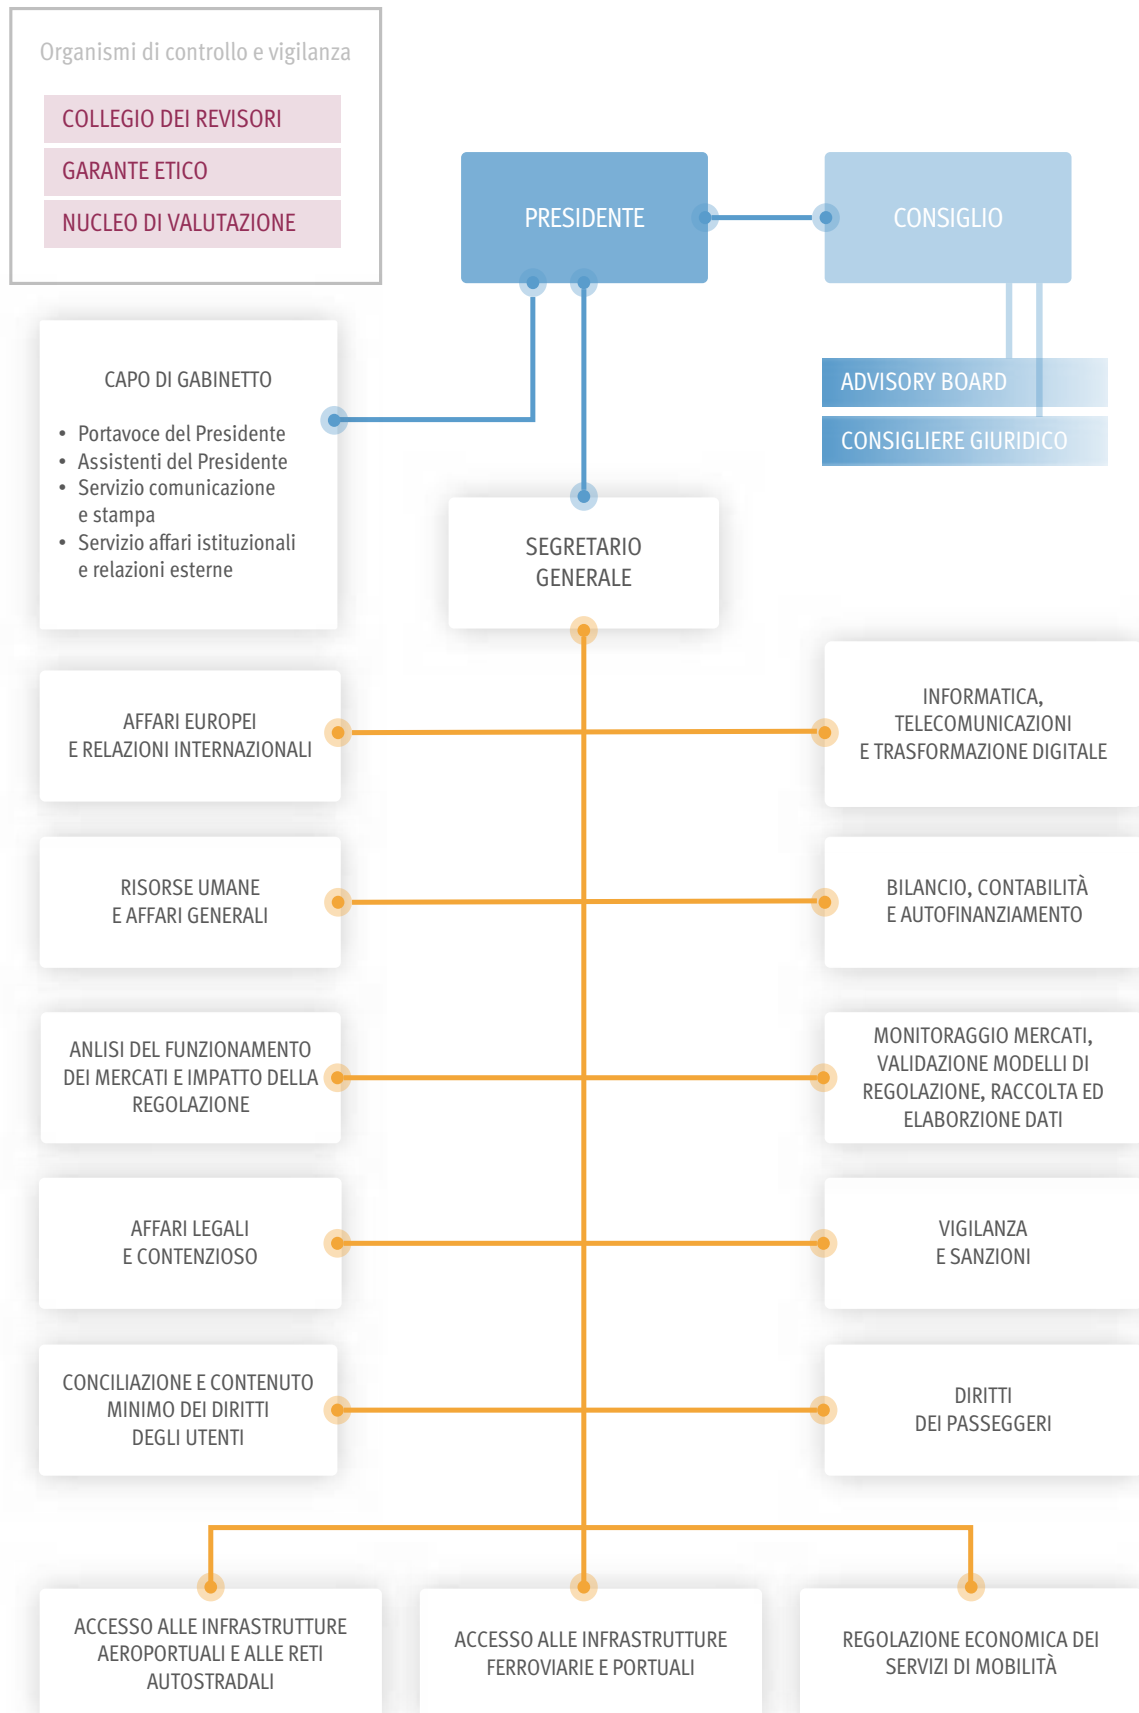 Organismi di controllo e vigilanza
COLLEGIO DEI REVISORI
GARANTE ETICO
NUCLEO DI VALUTAZIONE
PRESIDENTE
CONSIGLIO
ADVISORY BOARD
CONSIGLIERE GIURIDICO
CAPO DI GABINETTO
• Portavoce del Presidente
• Assistenti del Presidente
• Servizio comunicazione
e stampa
• Servizio affari istituzionali
e relazioni esterne
SEGRETARIO
GENERALE
AFFARI EUROPEI
E RELAZIONI INTERNAZIONALI
INFORMATICA,
TELECOMUNICAZIONI
E TRASFORMAZIONE DIGITALE
RISORSE UMANE
E AFFARI GENERALI
BILANCIO, CONTABILITÀ
E AUTOFINANZIAMENTO
ANLISI DEL FUNZIONAMENTO
DEI MERCATI E IMPATTO DELLA
REGOLAZIONE
MONITORAGGIO MERCATI,
VALIDAZIONE MODELLI DI
REGOLAZIONE, RACCOLTA ED
ELABORZIONE DATI
AFFARI LEGALI
E CONTENZIOSO
VIGILANZA
E SANZIONI
CONCILIAZIONE E CONTENUTO
MINIMO DEI DIRITTI
DEGLI UTENTI
DIRITTI
DEI PASSEGGERI
ACCESSO ALLE INFRASTRUTTURE
AEROPORTUALI E ALLE RETI
AUTOSTRADALI
ACCESSO ALLE INFRASTRUTTURE
FERROVIARIE E PORTUALI
REGOLAZIONE ECONOMICA DEI
SERVIZI DI MOBILITÀ